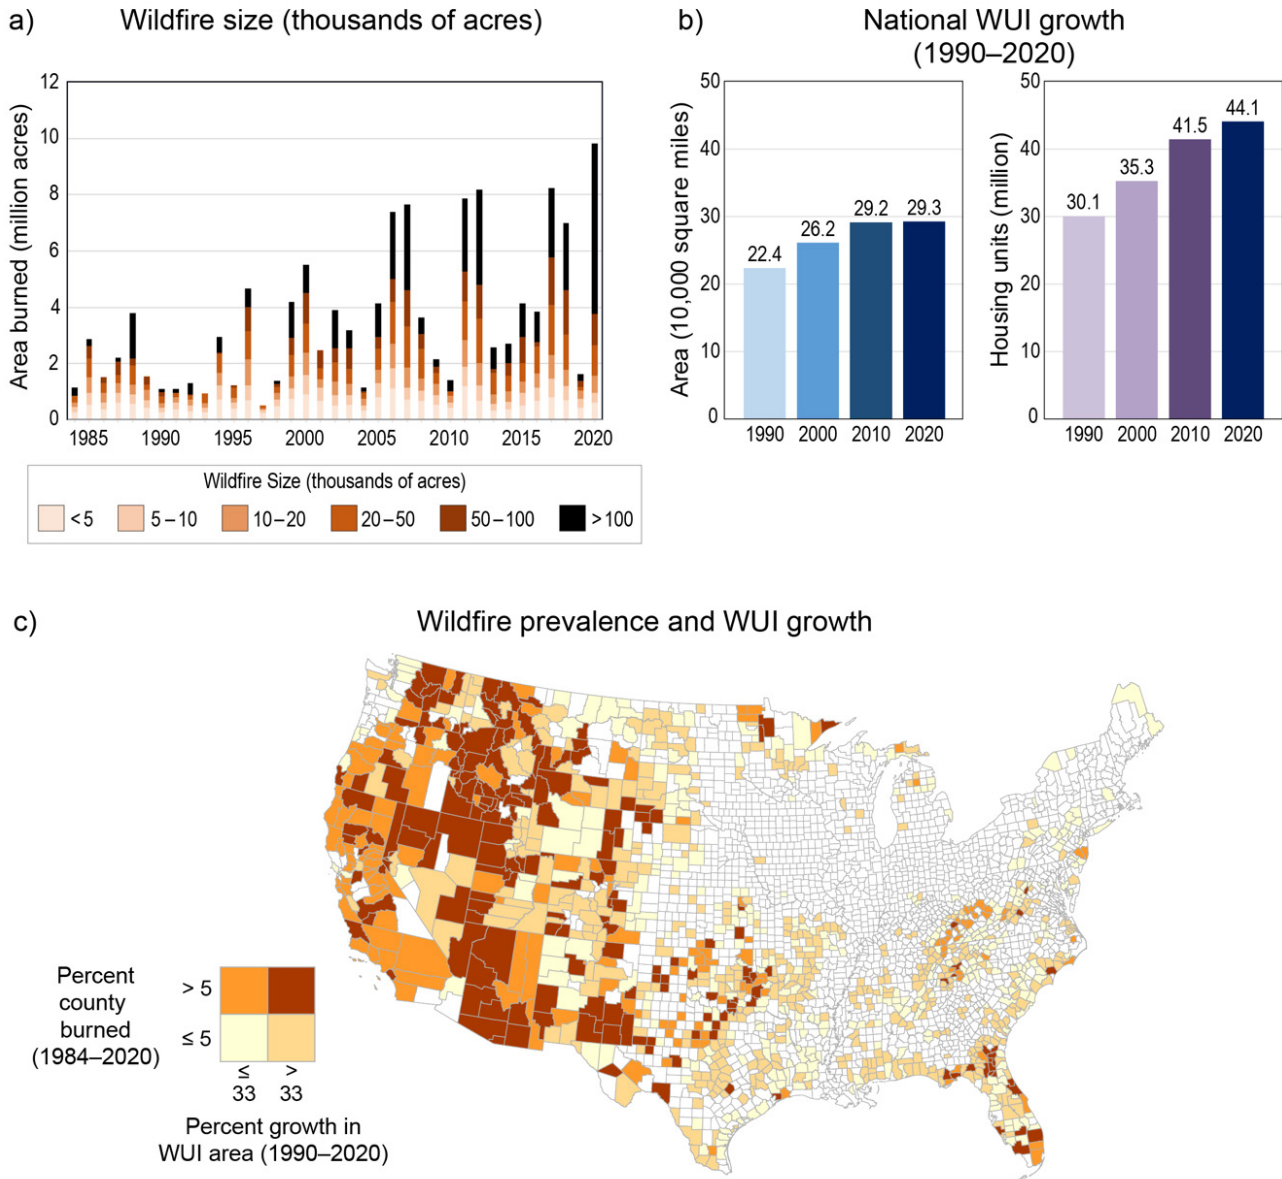 a) Wildfire size (thousands of acres)
Area burned (million acres)
12
10
8
6
4
2
0
1985 1990 1995 2000 2005 2010 2015 2020
Wildfire Size (thousands of acres)
< 5 5 – 10 10 – 20 20 – 50 50 – 100 > 100
b) National WUI growth
(1990–2020)
Area (10,000 square miles)
50
40
30
20
10
0
22.4 26.2 29.2 29.3
1990 2000 2010 2020
Housing units (million)
50
40
30
20
10
0
30.1 35.3 41.5 44.1
1990 2000 2010 2020
c) Wildfire prevalence and WUI growth
Percent
county
burned
(1984–2020)
> 5
≤ 5
≤ >
33 33
Percent growth in
WUI area (1990–2020)